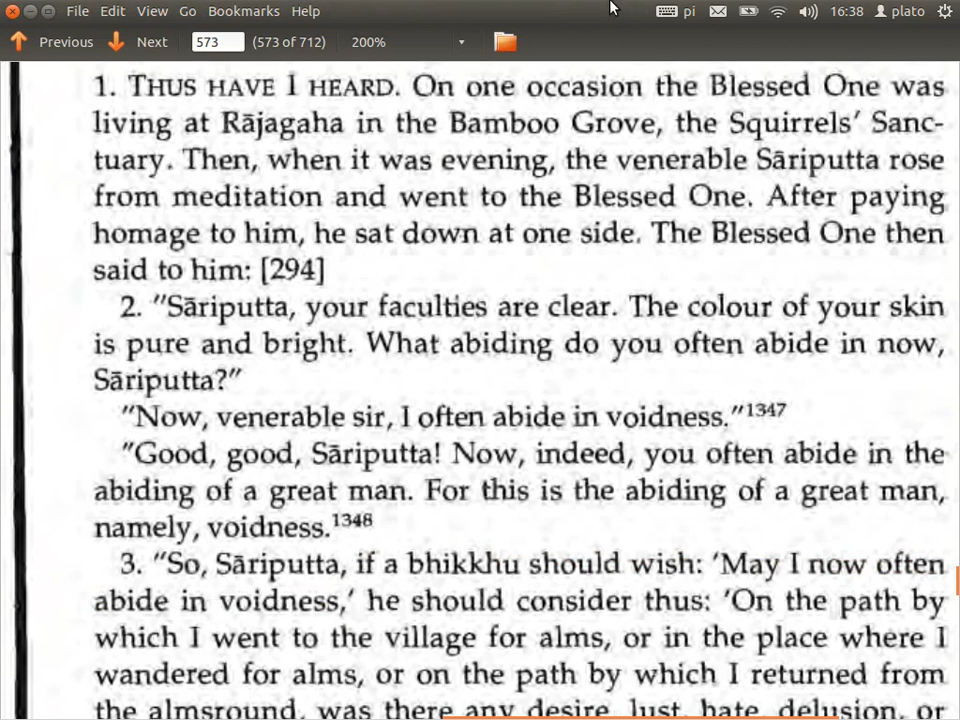 File Edit View Go Bookmarks Help pi 16:38 plato
Previous Next 573 (573 of 712) 200%
1. THUS HAVE I HEARD. On one occasion the Blessed One was
living at Rājagaha in the Bamboo Grove, the Squirrels' Sanc-
tuary. Then, when it was evening, the venerable Sāriputta rose
from meditation and went to the Blessed One. After paying
homage to him, he sat down at one side. The Blessed One then
said to him: [294]
2. "Sāriputta, your faculties are clear. The colour of your skin
is pure and bright. What abiding do you often abide in now,
Sāriputta?"
"Now, venerable sir, I often abide in voidness."1347
"Good, good, Sāriputta! Now, indeed, you often abide in the
abiding of a great man. For this is the abiding of a great man,
namely, voidness.1348
3. "So, Sāriputta, if a bhikkhu should wish: 'May I now often
abide in voidness,' he should consider thus: 'On the path by
which I went to the village for alms, or in the place where I
wandered for alms, or on the path by which I returned from
the almsround, was there any desire, lust, hate, delusion, or